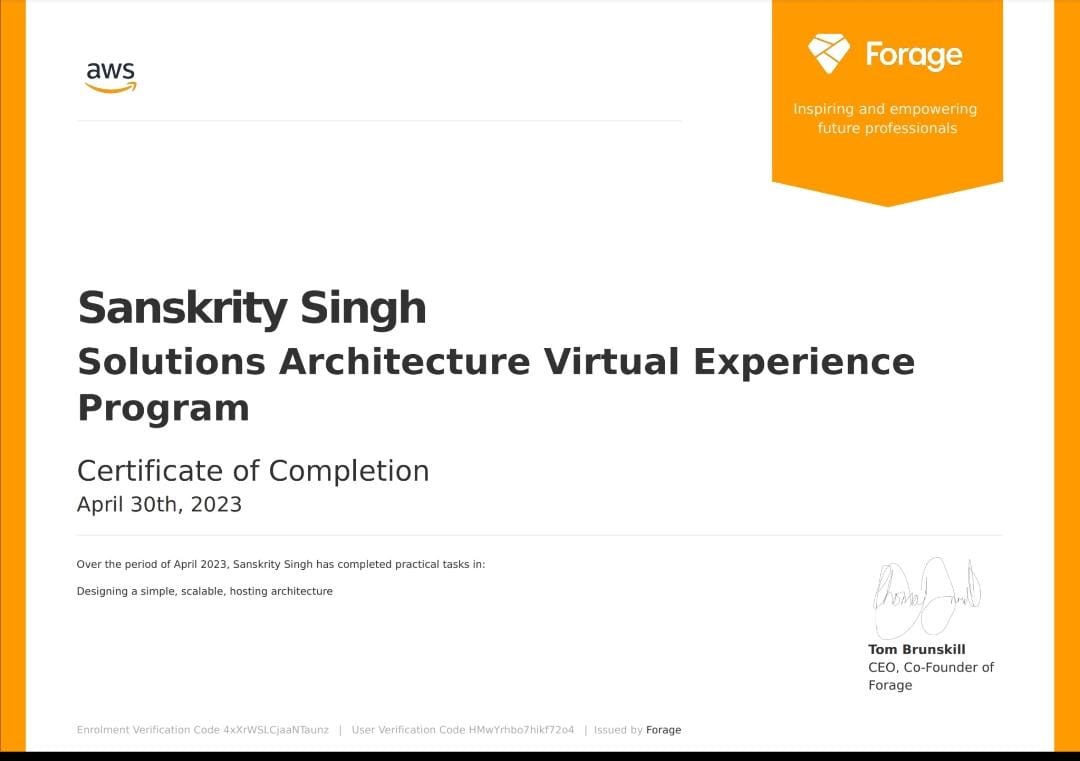 aws
Forage
Inspiring and empowering
future professionals
Sanskrity Singh
Solutions Architecture Virtual Experience
Program
Certificate of Completion
April 30th, 2023
Over the period of April 2023, Sanskrity Singh has completed practical tasks in:
Designing a simple, scalable, hosting architecture
Tom Brunskill
CEO, Co-Founder of
Forage
Enrolment Verification Code 4xXrWSLCjaaNTaunz | User Verification Code HMwYrhbo7hikf72o4 | Issued by Forage